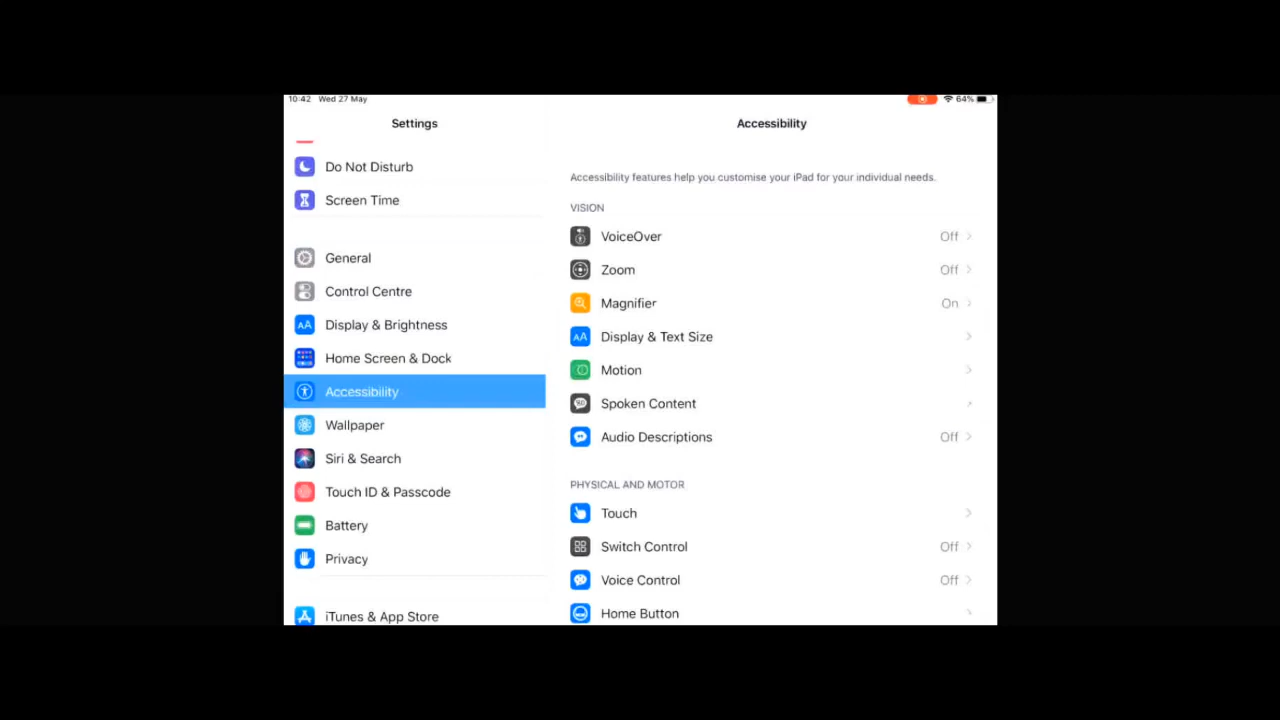 10:42 Wed 27 May 64%
Settings
Do Not Disturb
Screen Time
General
Control Centre
Display & Brightness
Home Screen & Dock
Accessibility
Wallpaper
Siri & Search
Touch ID & Passcode
Battery
Privacy
iTunes & App Store
Accessibility
Accessibility features help you customise your iPad for your individual needs.
VISION
VoiceOver Off
Zoom Off
Magnifier On
Display & Text Size
Motion
Spoken Content
Audio Descriptions Off
PHYSICAL AND MOTOR
Touch
Switch Control Off
Voice Control Off
Home Button